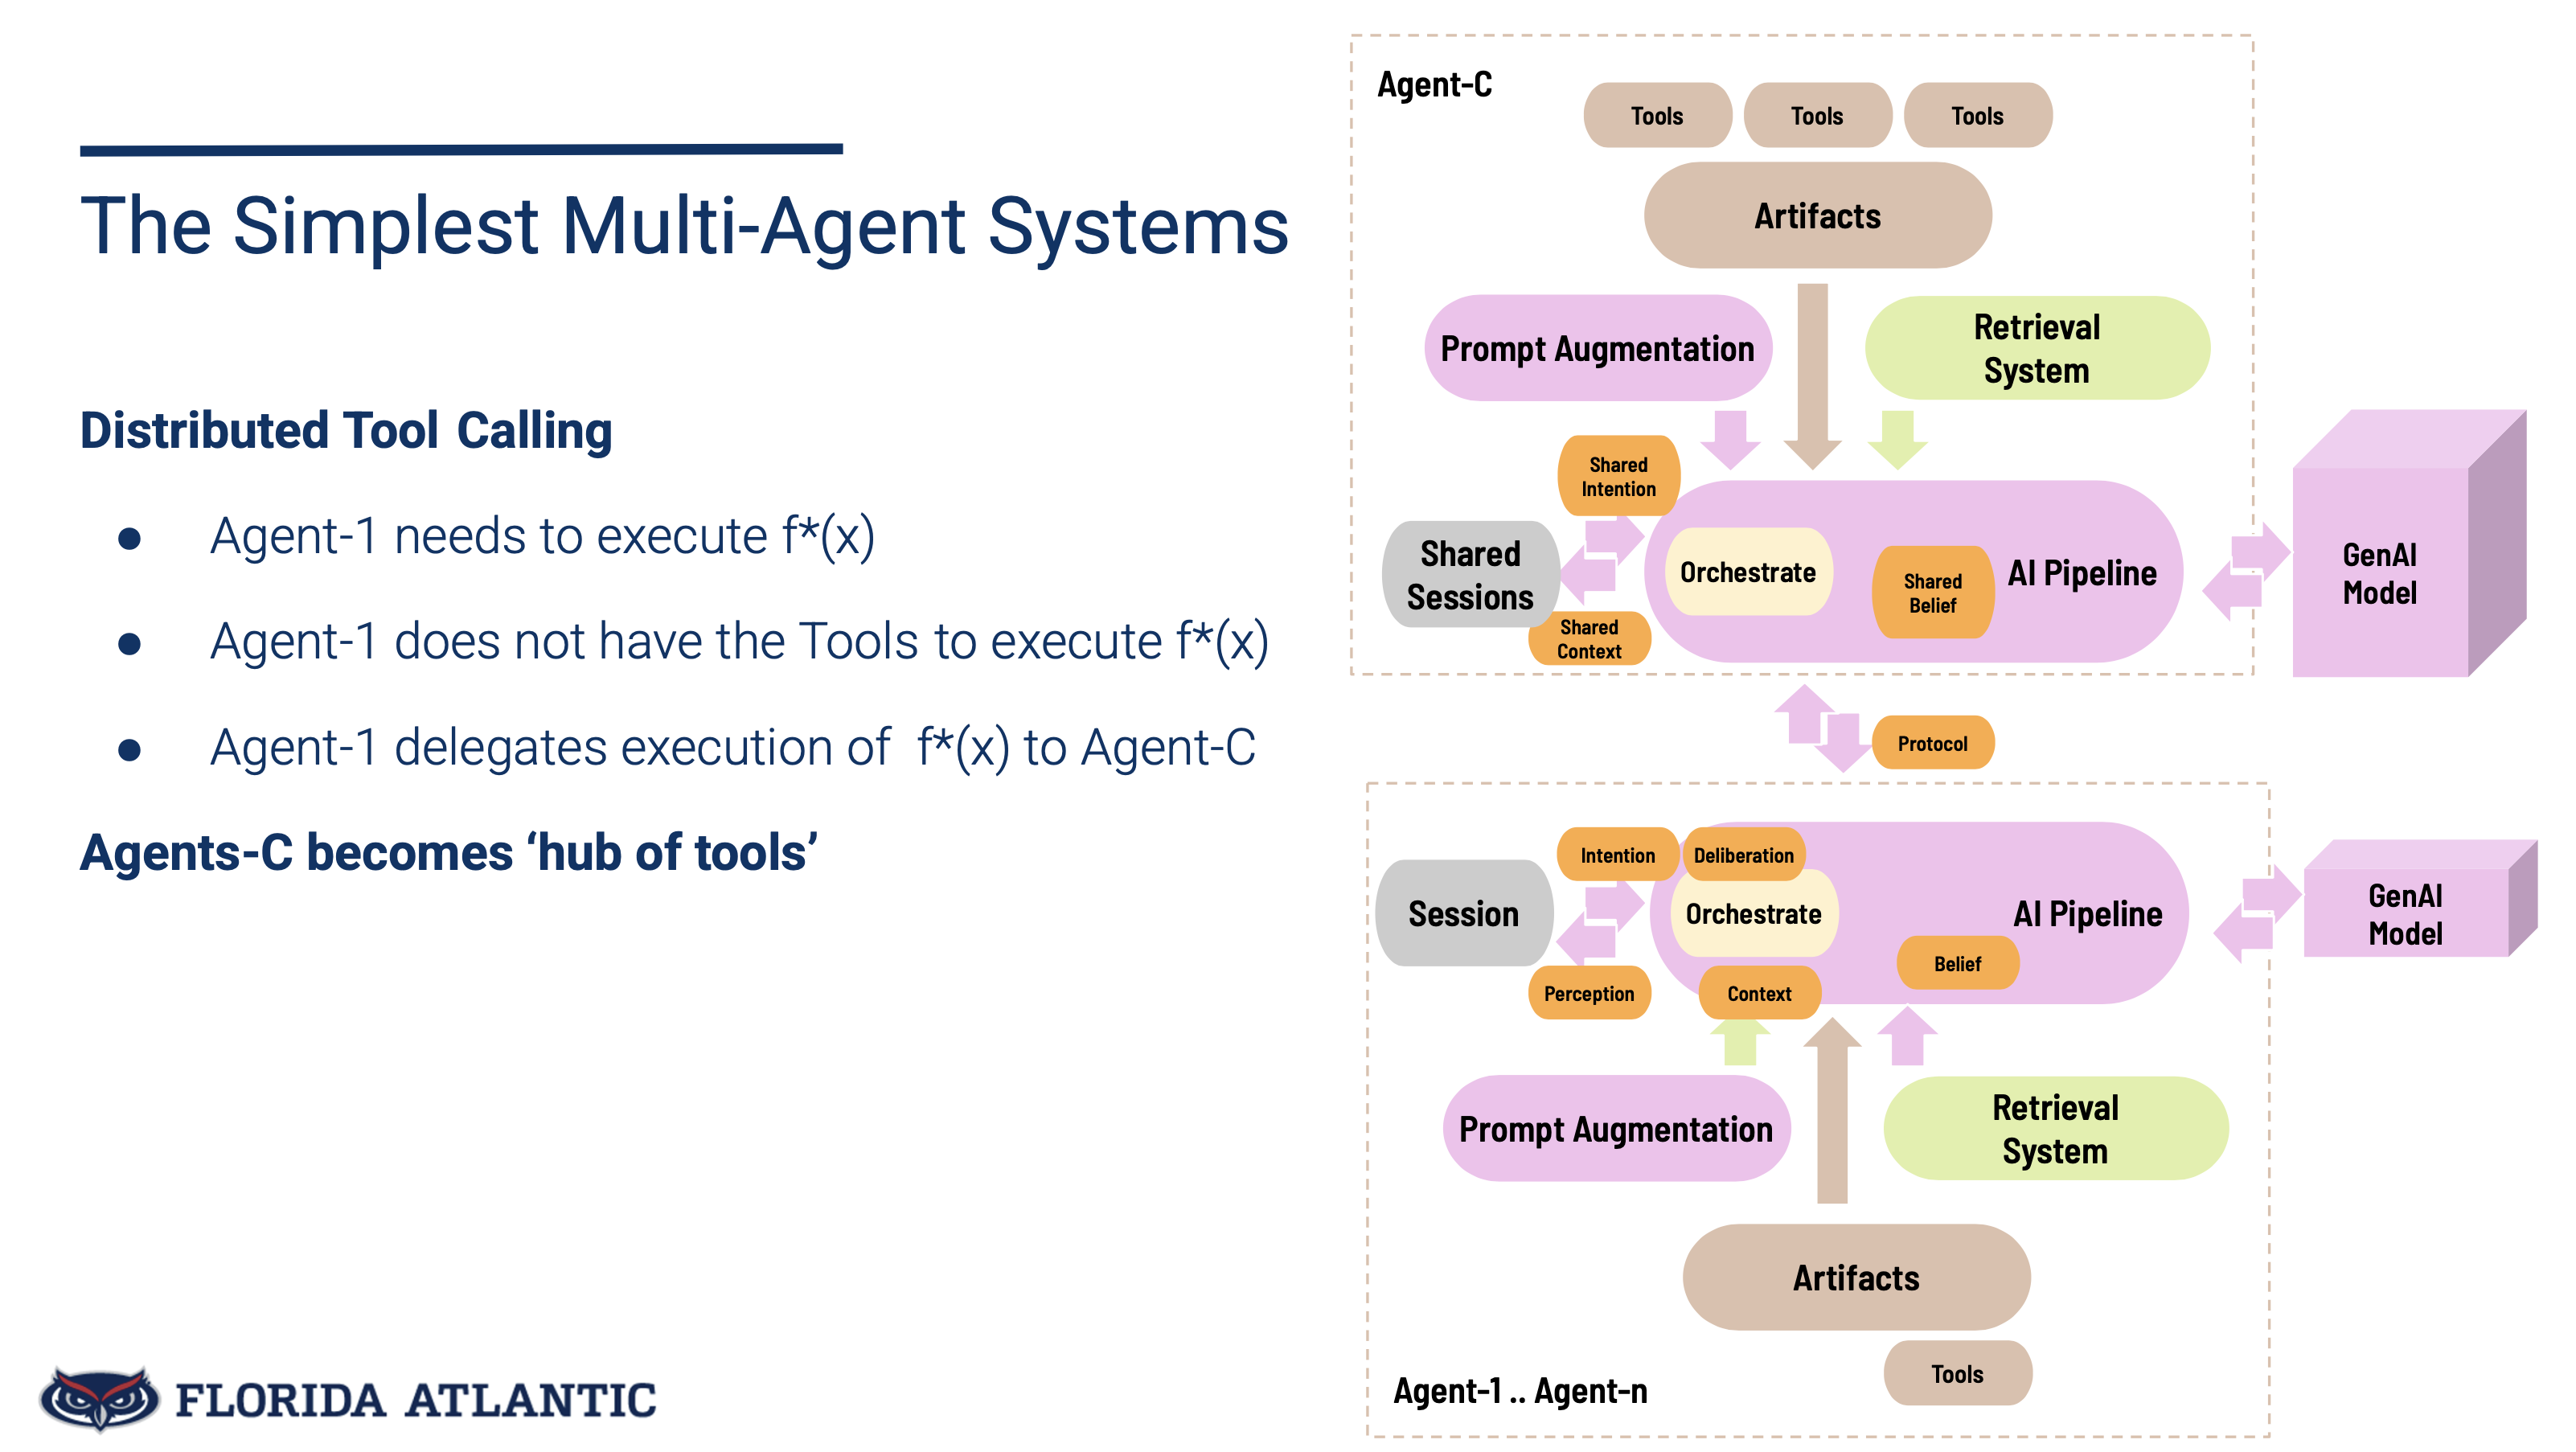 The Simplest Multi-Agent Systems
Distributed Tool Calling
● Agent-1 needs to execute f*(x)
● Agent-1 does not have the Tools to execute f*(x)
● Agent-1 delegates execution of  f*(x) to Agent-C
Agents-C becomes ‘hub of tools’
FLORIDA ATLANTIC
Agent-C
Tools
Tools
Tools
Artifacts
Prompt Augmentation
Retrieval
System
Shared
Intention
Shared
Sessions
Shared
Context
Orchestrate
Shared
Belief
AI Pipeline
GenAI
Model
Protocol
Intention
Deliberation
Session
Orchestrate
AI Pipeline
GenAI
Model
Perception
Context
Belief
Prompt Augmentation
Retrieval
System
Artifacts
Tools
Agent-1 .. Agent-n